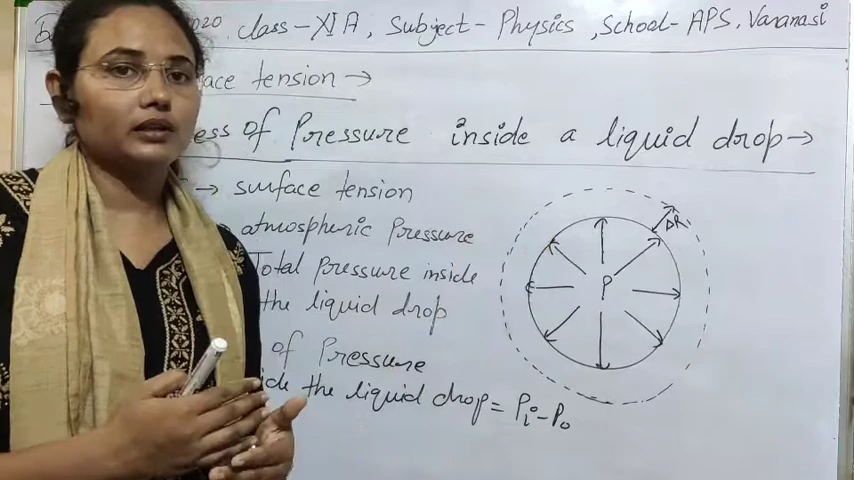 2020, Class-XI A, Subject- Physics, School- APS, Varanasi
tension →
of Pressure inside a liquid drop →
→ surface tension
atmospheric Pressure
Total Pressure inside
the liquid drop
of Pressure
the liquid drop = Pi-Po
ΔR
P